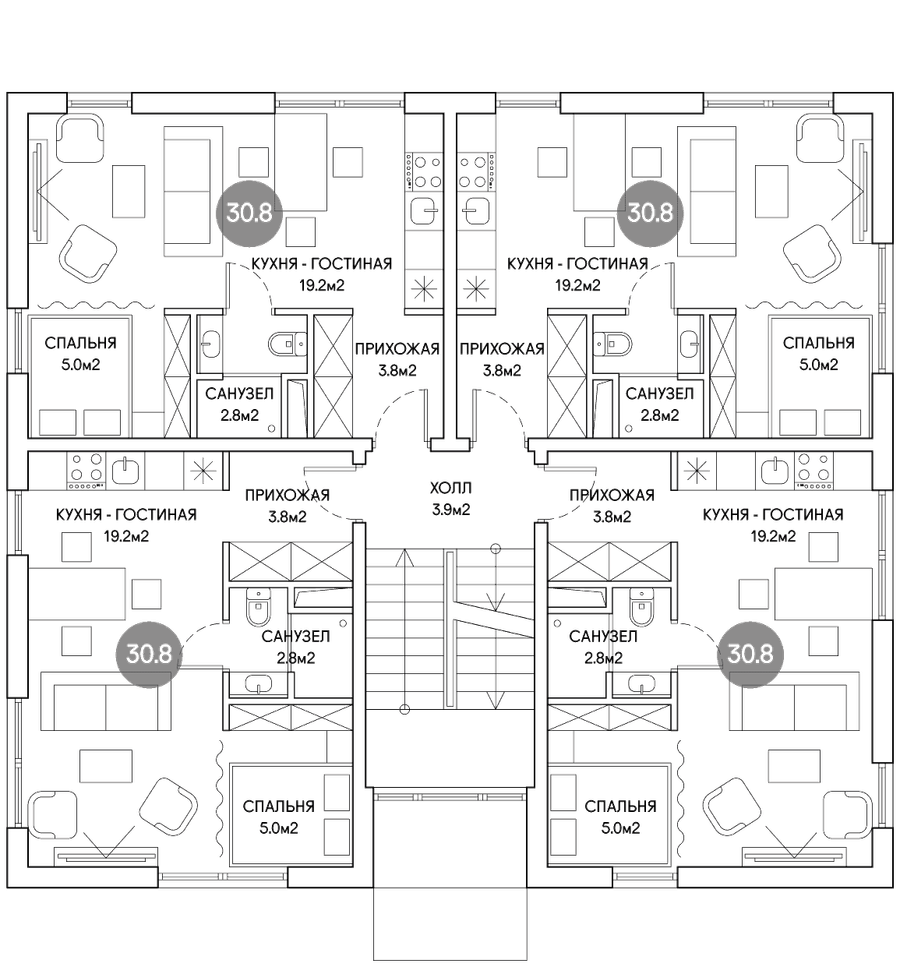 30.8
КУХНЯ - ГОСТИНАЯ
19.2м2
СПАЛЬНЯ
5.0м2
САНУЗЕЛ
2.8м2
ПРИХОЖАЯ
3.8м2
30.8
КУХНЯ - ГОСТИНАЯ
19.2м2
ПРИХОЖАЯ
3.8м2
САНУЗЕЛ
2.8м2
СПАЛЬНЯ
5.0м2
ХОЛЛ
3.9м2
КУХНЯ - ГОСТИНАЯ
19.2м2
ПРИХОЖАЯ
3.8м2
САНУЗЕЛ
2.8м2
30.8
СПАЛЬНЯ
5.0м2
ПРИХОЖАЯ
3.8м2
КУХНЯ - ГОСТИНАЯ
19.2м2
САНУЗЕЛ
2.8м2
30.8
СПАЛЬНЯ
5.0м2